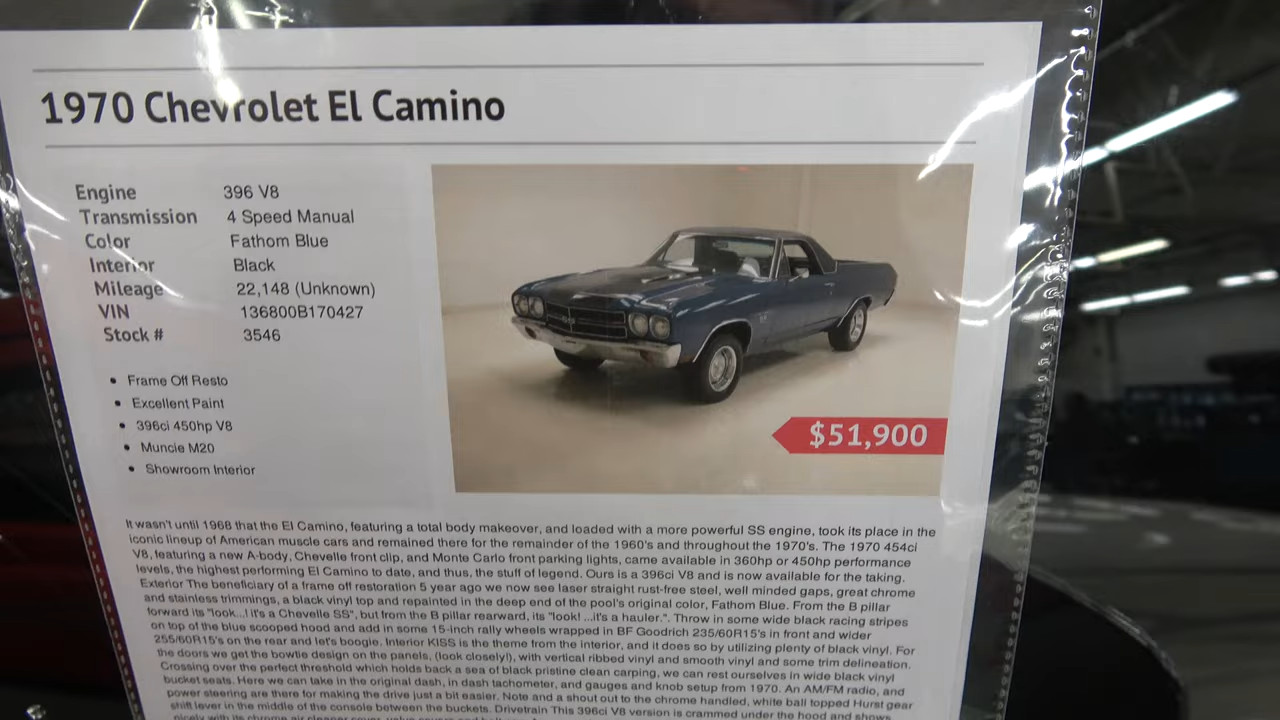 1970 Chevrolet El Camino
Engine 396 V8
Transmission 4 Speed Manual
Color Fathom Blue
Interior Black
Mileage 22,148 (Unknown)
VIN 136800B170427
Stock # 3546
• Frame Off Resto
• Excellent Paint
• 396ci 450hp V8
• Muncie M20
• Showroom Interior
$51,900
It wasn't until 1968 that the El Camino, featuring a total body makeover, and loaded with a more powerful SS engine, took its place in the
iconic lineup of American muscle cars and remained there for the remainder of the 1960's and throughout the 1970's. The 1970 454ci
V8, featuring a new A-body, Chevelle front clip, and Monte Carlo front parking lights, came available in 360hp or 450hp performance
levels, the highest performing El Camino to date, and thus, the stuff of legend. Ours is a 396ci V8 and is now available for the taking.
Exterior The beneficiary of a frame off restoration 5 year ago we now see laser straight rust-free steel, well minded gaps, great chrome
and stainless trimmings, a black vinyl top and repainted in the deep end of the pool's original color, Fathom Blue. From the B pillar
forward its "look...! it's a Chevelle SS", but from the B pillar rearward, its "look! ...it's a hauler.". Throw in some wide black racing stripes
on top of the blue scooped hood and add in some 15-inch rally wheels wrapped in BF Goodrich 235/60R15's in front and wider
255/60R15's on the rear and let's boogie. Interior KISS is the theme from the interior, and it does so by utilizing plenty of black vinyl. For
the doors we get the bowtie design on the panels, (look closely!), with vertical ribbed vinyl and smooth vinyl and some trim delineation.
Crossing over the perfect threshold which holds back a sea of black pristine clean carping, we can rest ourselves in wide black vinyl
bucket seats. Here we can take in the original dash, in dash tachometer, and gauges and knob setup from 1970. An AM/FM radio, and
power steering are there for making the drive just a bit easier. Note and a shout out to the chrome handled, white ball topped Hurst gear
shift lever in the middle of the console between the buckets. Drivetrain This 396ci V8 version is crammed under the hood and shows
nicely with its chrome air cleaner cover, valve covers and